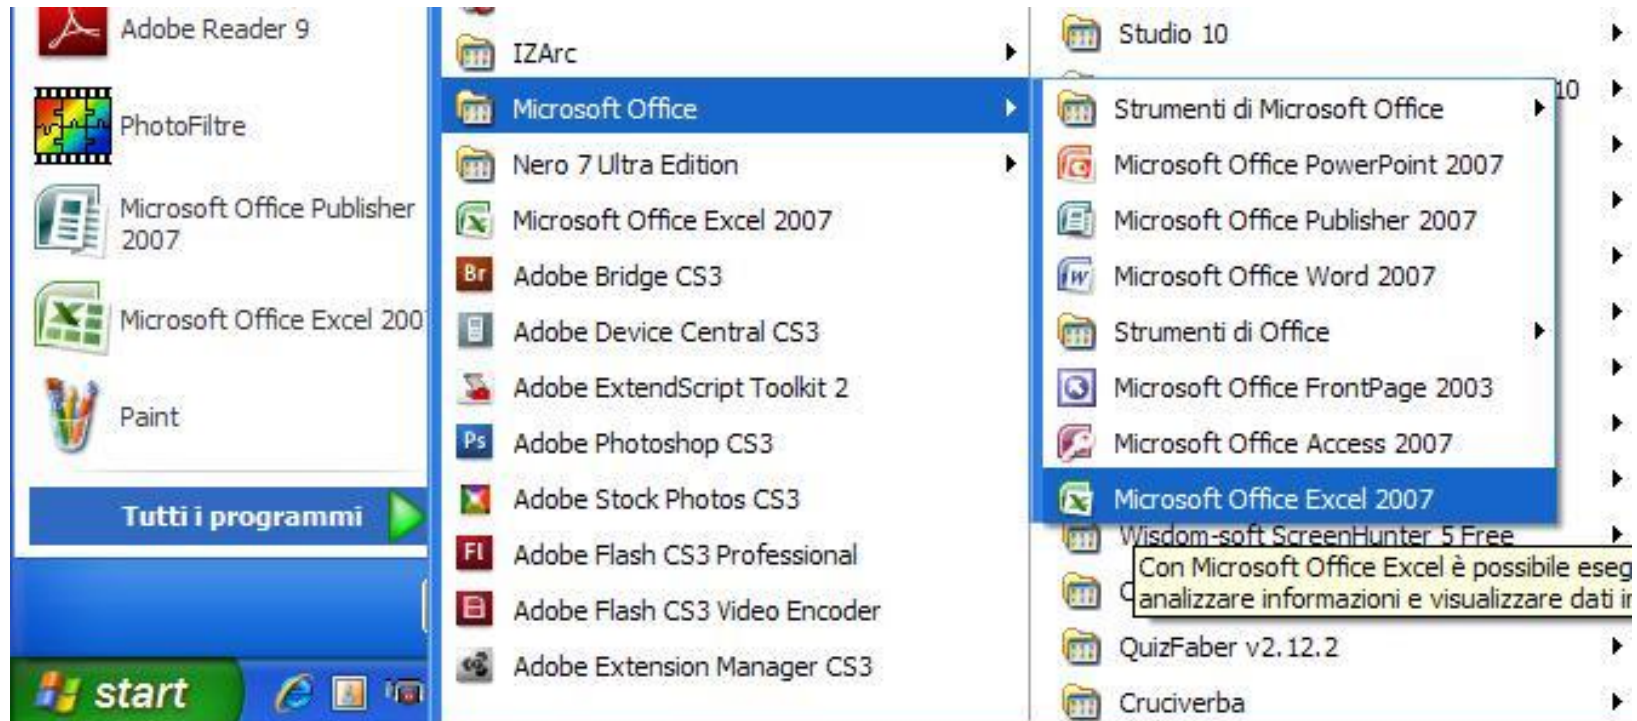 Adobe Reader 9
PhotoFiltre
Microsoft Office Publisher
2007
Microsoft Office Excel 200
Paint
Tutti i programmi
start
IZArc
Microsoft Office
Nero 7 Ultra Edition
Microsoft Office Excel 2007
Br Adobe Bridge CS3
Adobe Device Central CS3
Adobe ExtendScript Toolkit 2
Ps Adobe Photoshop CS3
Adobe Stock Photos CS3
Fl Adobe Flash CS3 Professional
Adobe Flash CS3 Video Encoder
Adobe Extension Manager CS3
Studio 10
10
Strumenti di Microsoft Office
Microsoft Office PowerPoint 2007
Microsoft Office Publisher 2007
Microsoft Office Word 2007
Strumenti di Office
Microsoft Office FrontPage 2003
Microsoft Office Access 2007
Microsoft Office Excel 2007
Wisdom-soft ScreenHunter 5 Free
Con Microsoft Office Excel è possibile eseg
analizzare informazioni e visualizzare dati in
QuizFaber v2.12.2
Cruciverba